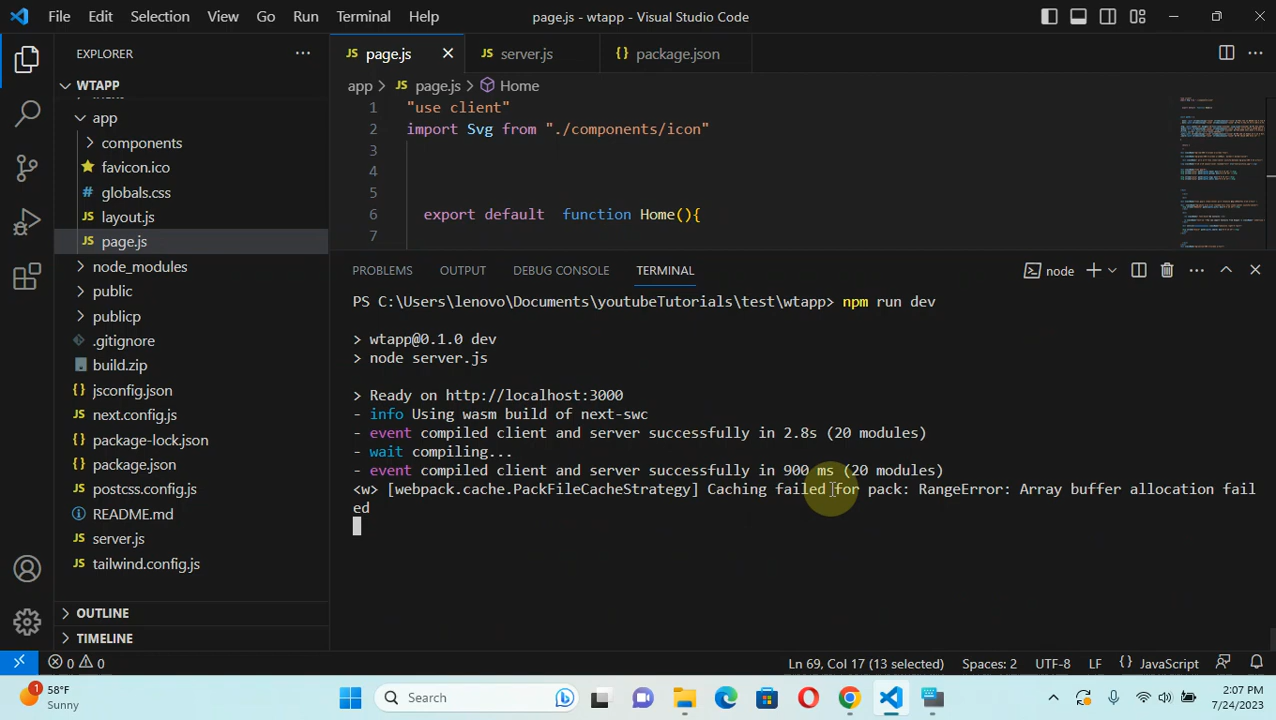 File Edit Selection View Go Run Terminal Help page.js - wtapp - Visual Studio Code
EXPLORER
page.js server.js package.json
WTAPP
app > page.js > Home
app
components
favicon.ico
globals.css
layout.js
page.js
node_modules
public
publicp
.gitignore
build.zip
jsconfig.json
next.config.js
package-lock.json
package.json
postcss.config.js
README.md
server.js
tailwind.config.js
OUTLINE
TIMELINE
1 "use client"
2 import Svg from "./components/icon"
3
4
5
6 export default function Home(){
7
PROBLEMS OUTPUT DEBUG CONSOLE TERMINAL node
PS C:\Users\lenovo\Documents\youtubeTutorials\test\wtapp> npm run dev
> wtapp@0.1.0 dev
> node server.js
> Ready on http://localhost:3000
- info Using wasm build of next-swc
- event compiled client and server successfully in 2.8s (20 modules)
- wait compiling...
- event compiled client and server successfully in 900 ms (20 modules)
<w> [webpack.cache.PackFileCacheStrategy] Caching failed for pack: RangeError: Array buffer allocation fail
ed
0 0 Ln 69, Col 17 (13 selected) Spaces: 2 UTF-8 LF {} JavaScript
1 58°F
Sunny
Search
2:07 PM
7/24/2023